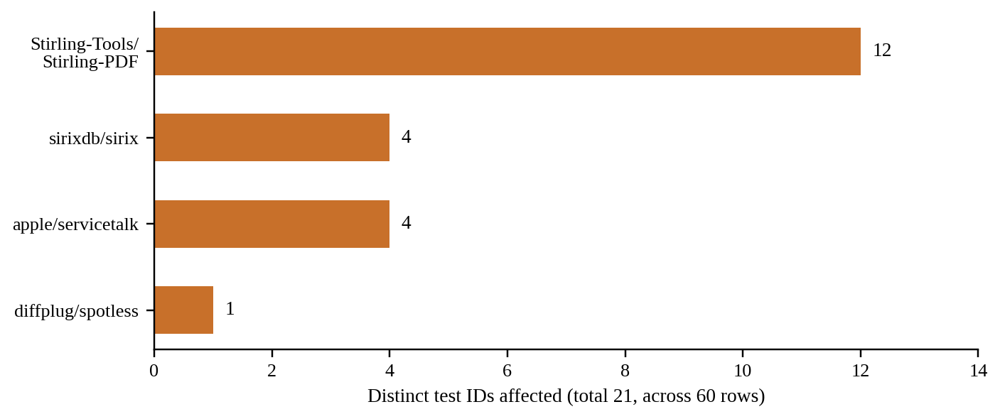 Stirling-Tools/
Stirling-PDF
12
sirixdb/sirix
4
apple/servicetalk
4
diffplug/spotless
1
0 2 4 6 8 10 12 14
Distinct test IDs affected (total 21, across 60 rows)